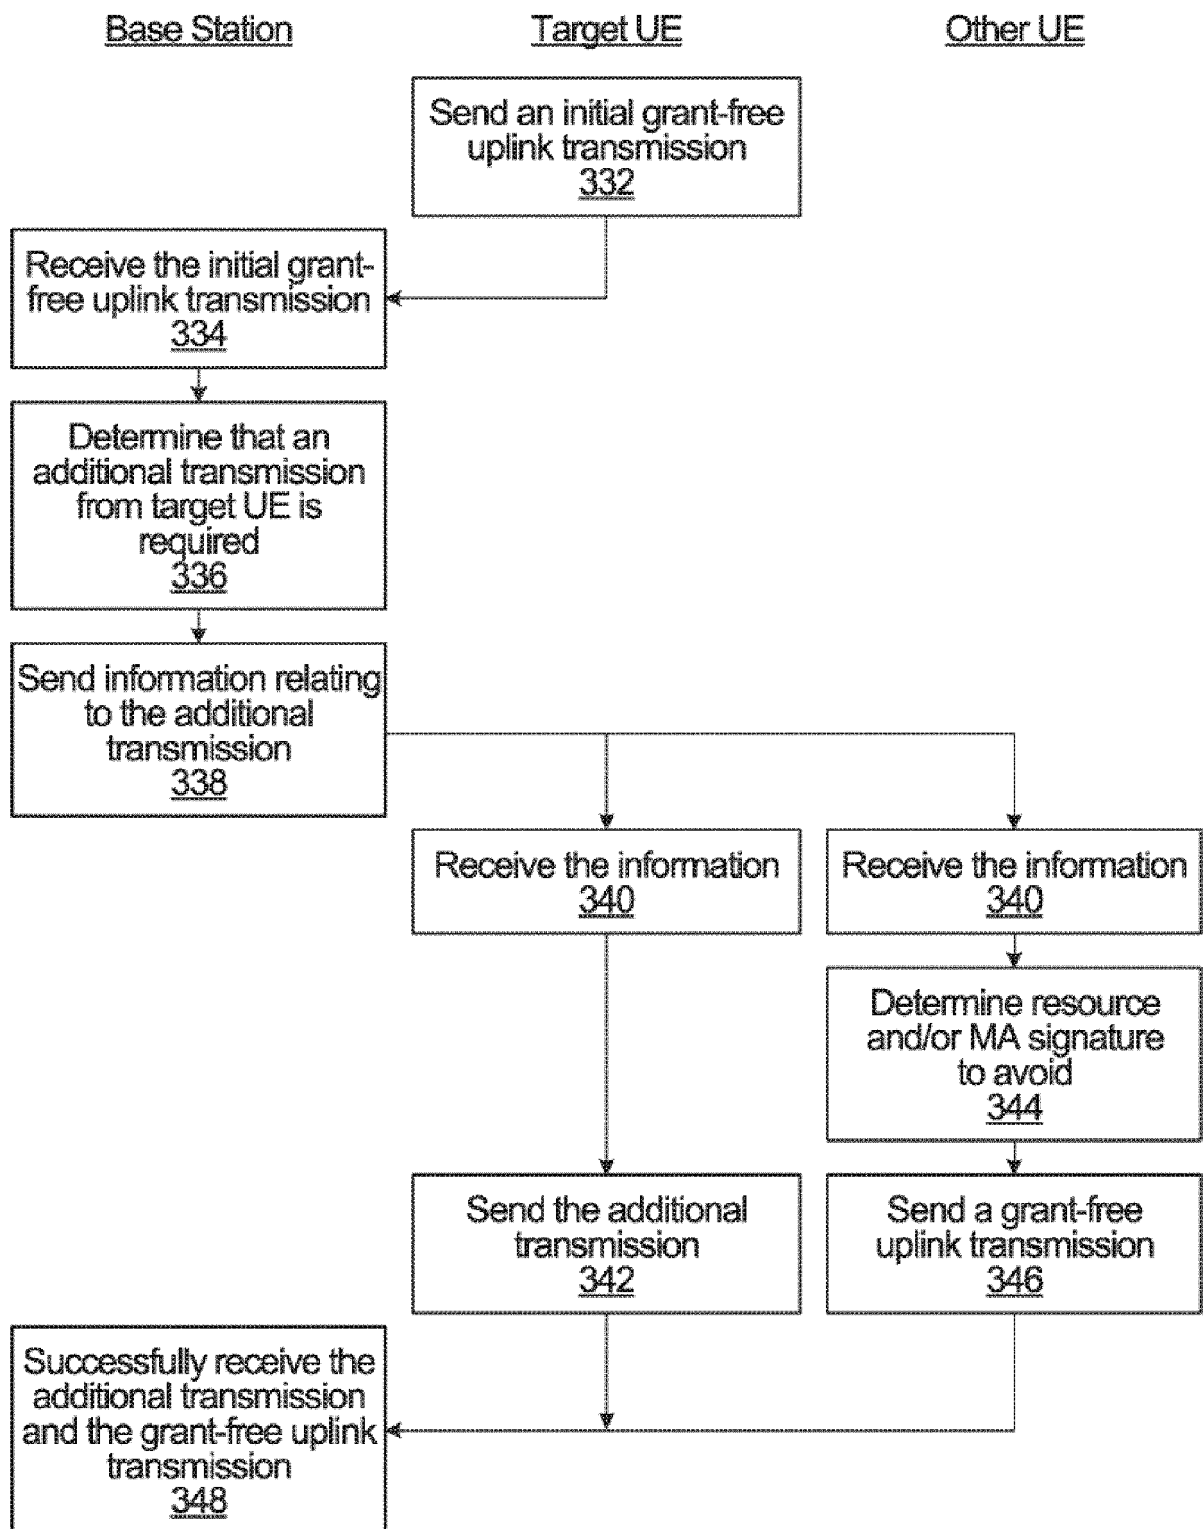 Base Station
Target UE
Other UE
Send an initial grant-free
uplink transmission
332
Receive the initial grant-
free uplink transmission
334
Determine that an
additional transmission
from target UE is
required
336
Send information relating
to the additional
transmission
338
Receive the information
340
Receive the information
340
Determine resource
and/or MA signature
to avoid
344
Send the additional
transmission
342
Send a grant-free
uplink transmission
346
Successfully receive the
additional transmission
and the grant-free uplink
transmission
348